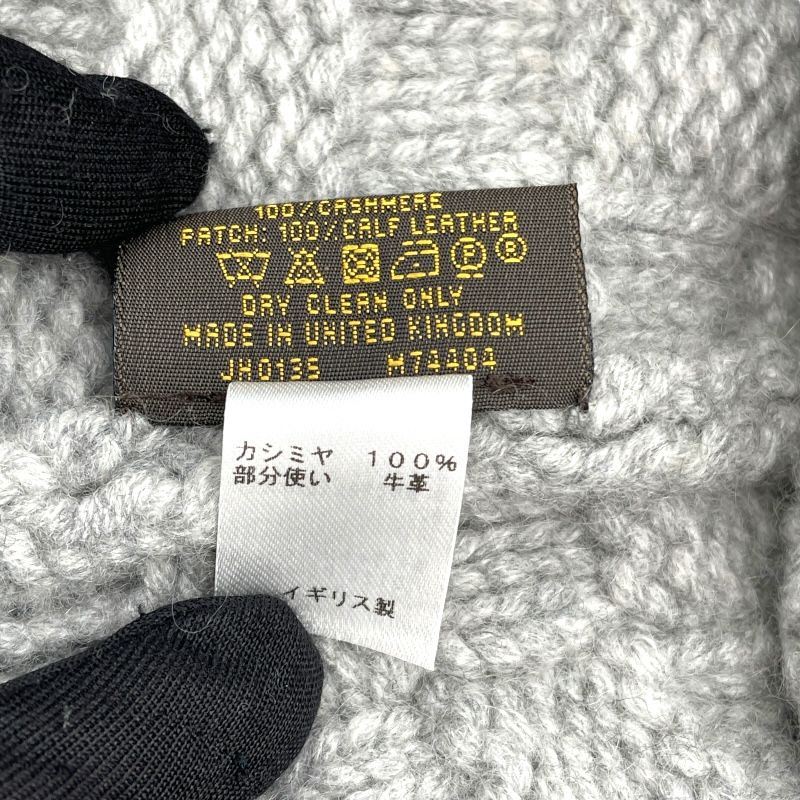 100% CASHMERE
PATCH: 100% CALF LEATHER
P R
DRY CLEAN ONLY
MADE IN UNITED KINGDOM
JH0135 M74404
カシミヤ 100%
部分使い 牛革
イギリス製